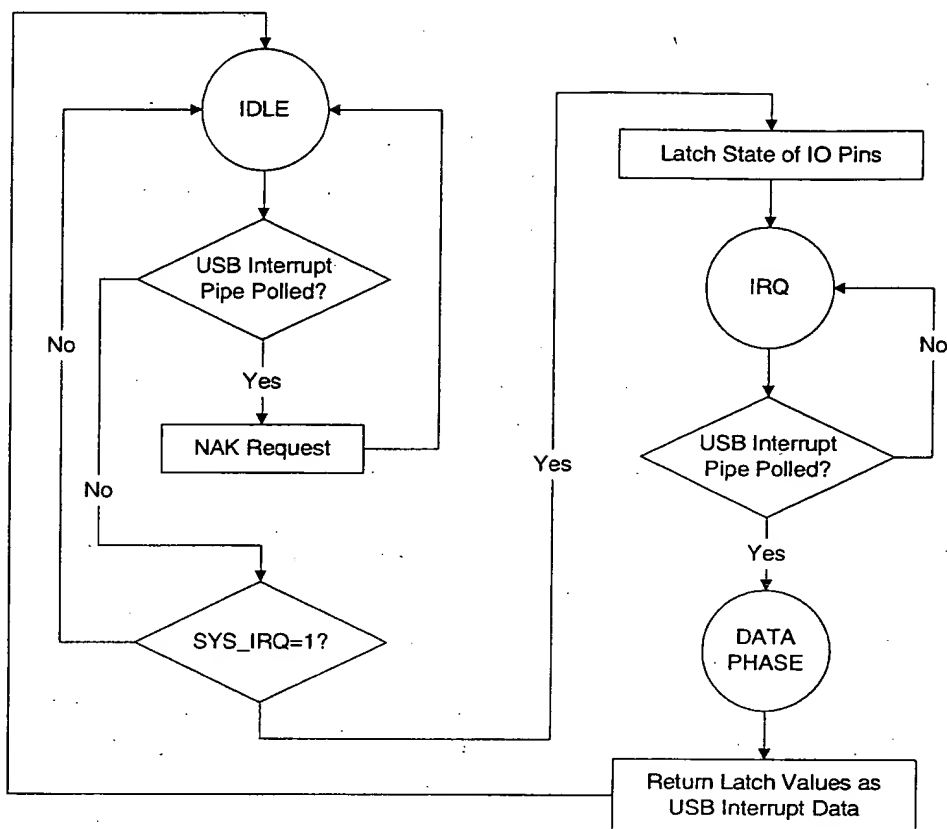 IDLE
USB Interrupt
Pipe Polled?
Yes
NAK Request
No
No
SYS_IRQ=1?
Yes
Latch State of IO Pins
IRQ
No
USB Interrupt
Pipe Polled?
Yes
DATA
PHASE
Return Latch Values as
USB Interrupt Data